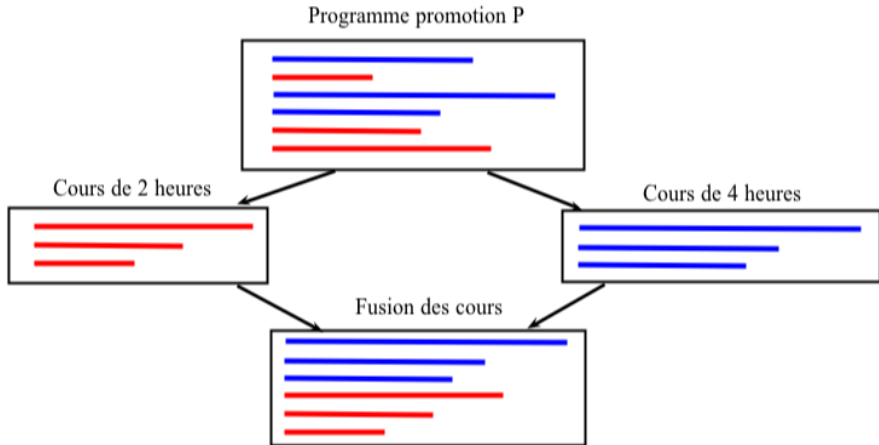 Programme promotion P
Cours de 2 heures
Cours de 4 heures
Fusion des cours